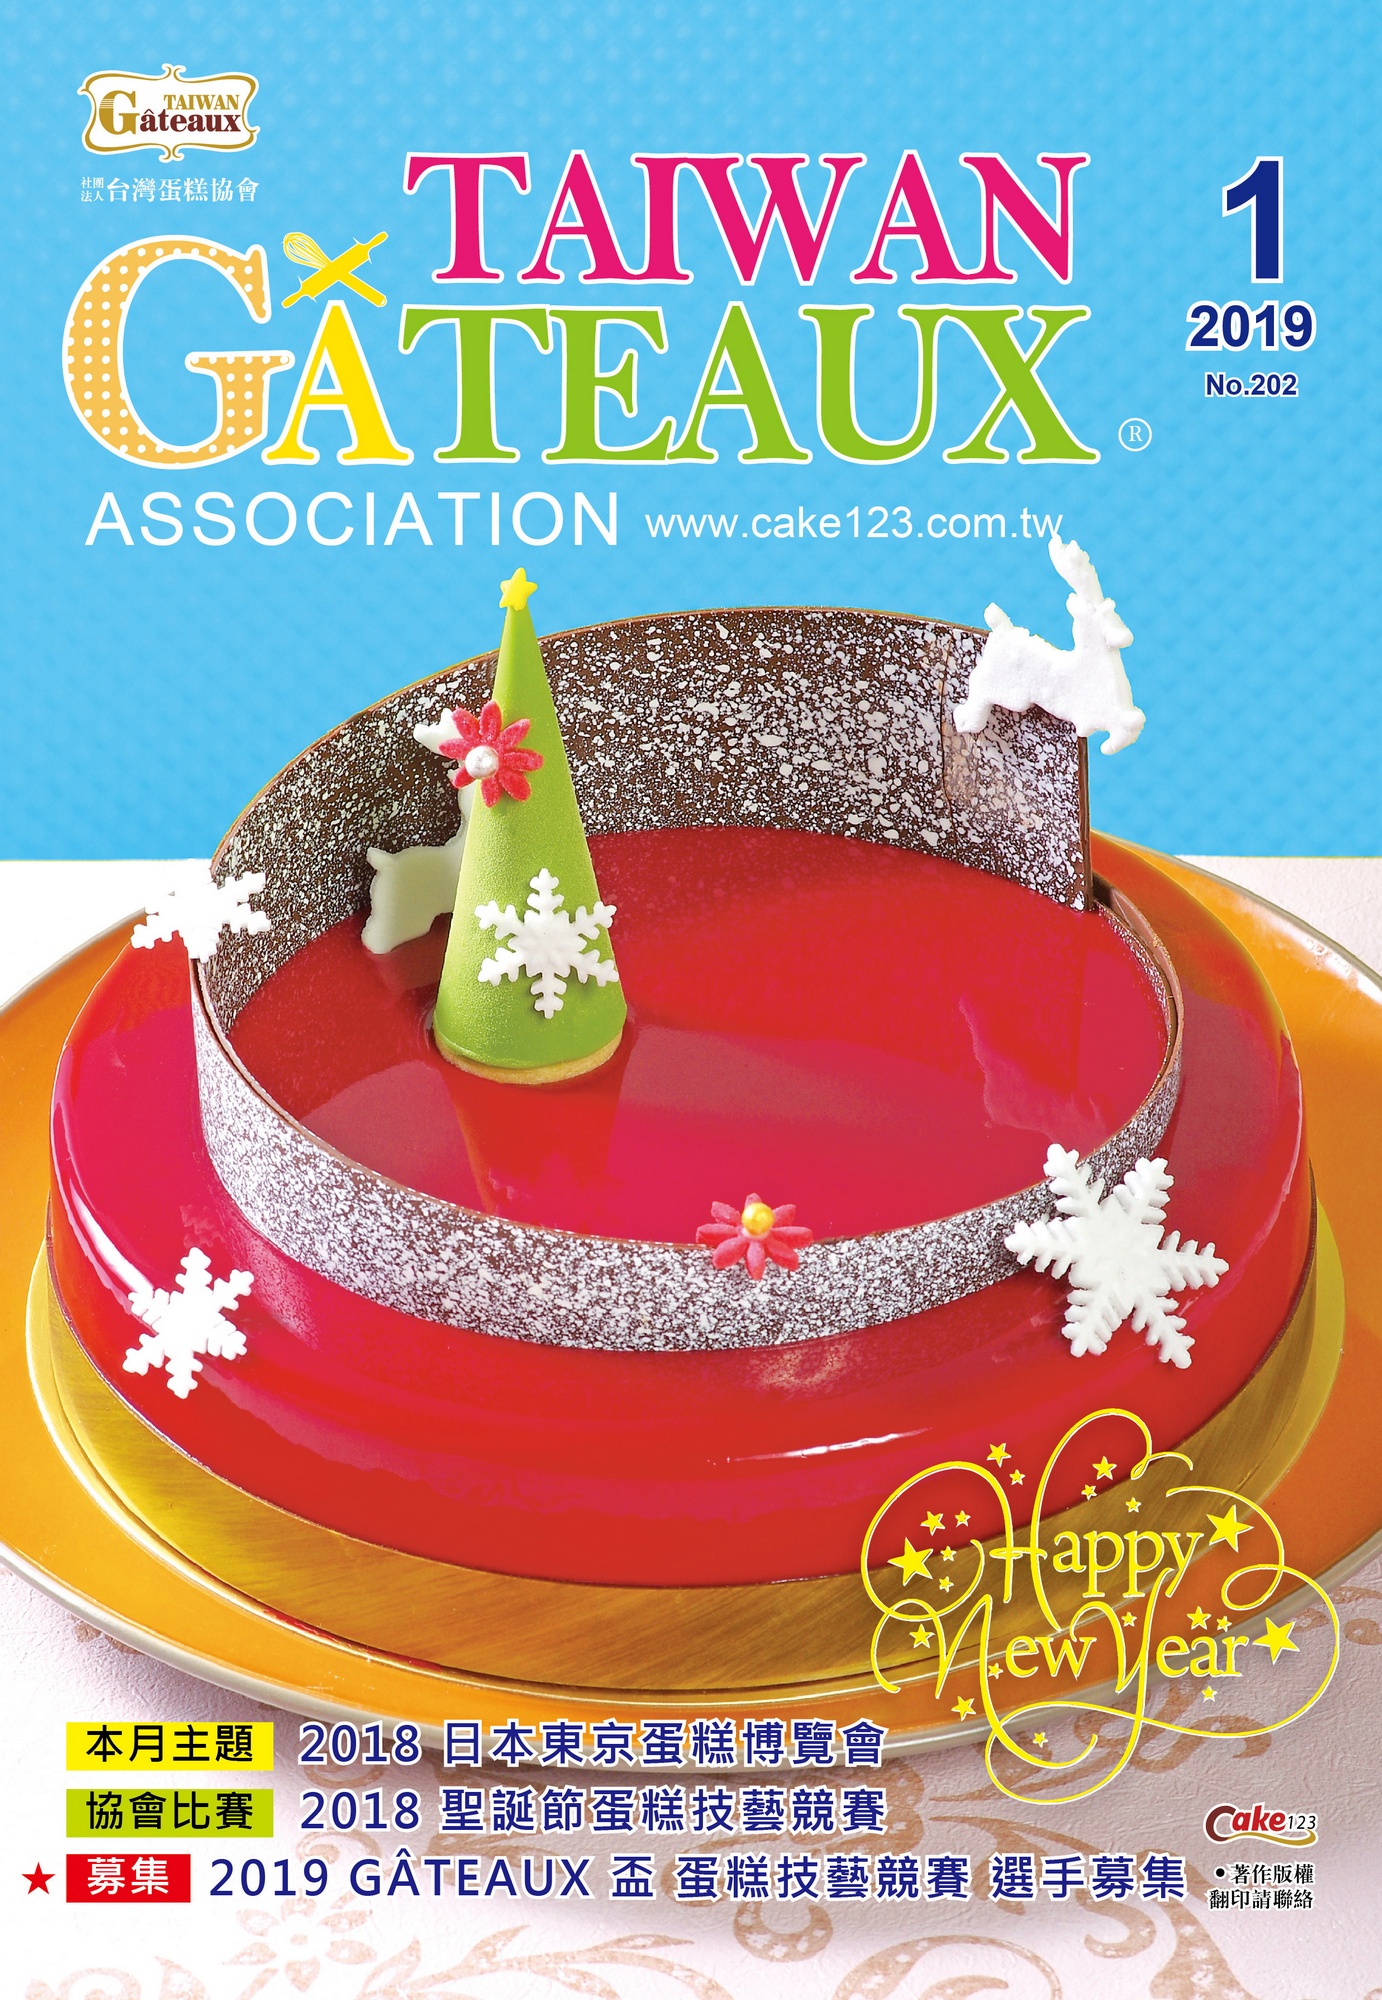 TAIWAN
Gâteaux
社團法人台灣蛋糕協會
TAIWAN
GÂTEAUX ®
ASSOCIATION www.cake123.com.tw
1
2019
No.202
Happy
New Year
本月主題 2018 日本東京蛋糕博覽會
協會比賽 2018 聖誕節蛋糕技藝競賽
★ 募集 2019 GÂTEAUX 盃 蛋糕技藝競賽 選手募集
Cake123
•著作版權
翻印請聯絡